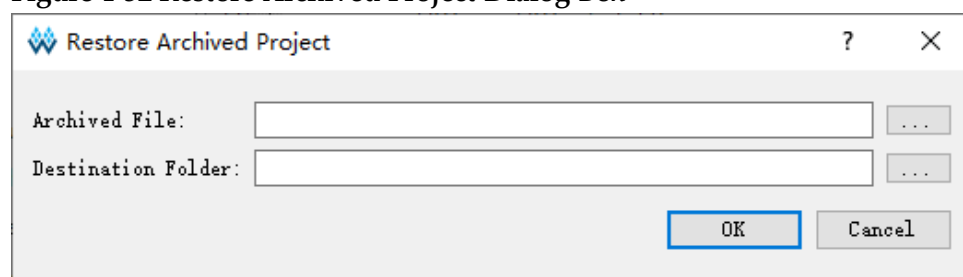 Restore Archived Project ?
Archived File: ...
Destination Folder: ...
OK Cancel